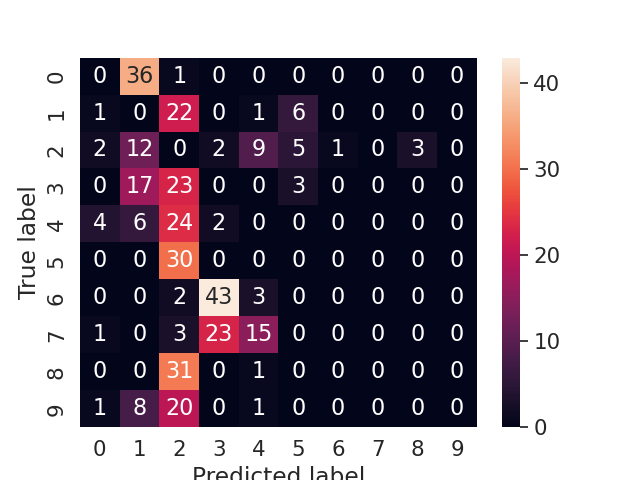 0 0 36 1 0 0 0 0 0 0 0
1 1 0 22 0 1 6 0 0 0 0
2 2 12 0 2 9 5 1 0 3 0
3 0 17 23 0 0 3 0 0 0 0
4 4 6 24 2 0 0 0 0 0 0
5 0 0 30 0 0 0 0 0 0 0
6 0 0 2 43 3 0 0 0 0 0
7 1 0 3 23 15 0 0 0 0 0
8 0 0 31 0 1 0 0 0 0 0
9 1 8 20 0 1 0 0 0 0 0
0 1 2 3 4 5 6 7 8 9
True label
Predicted label
40
30
20
10
0